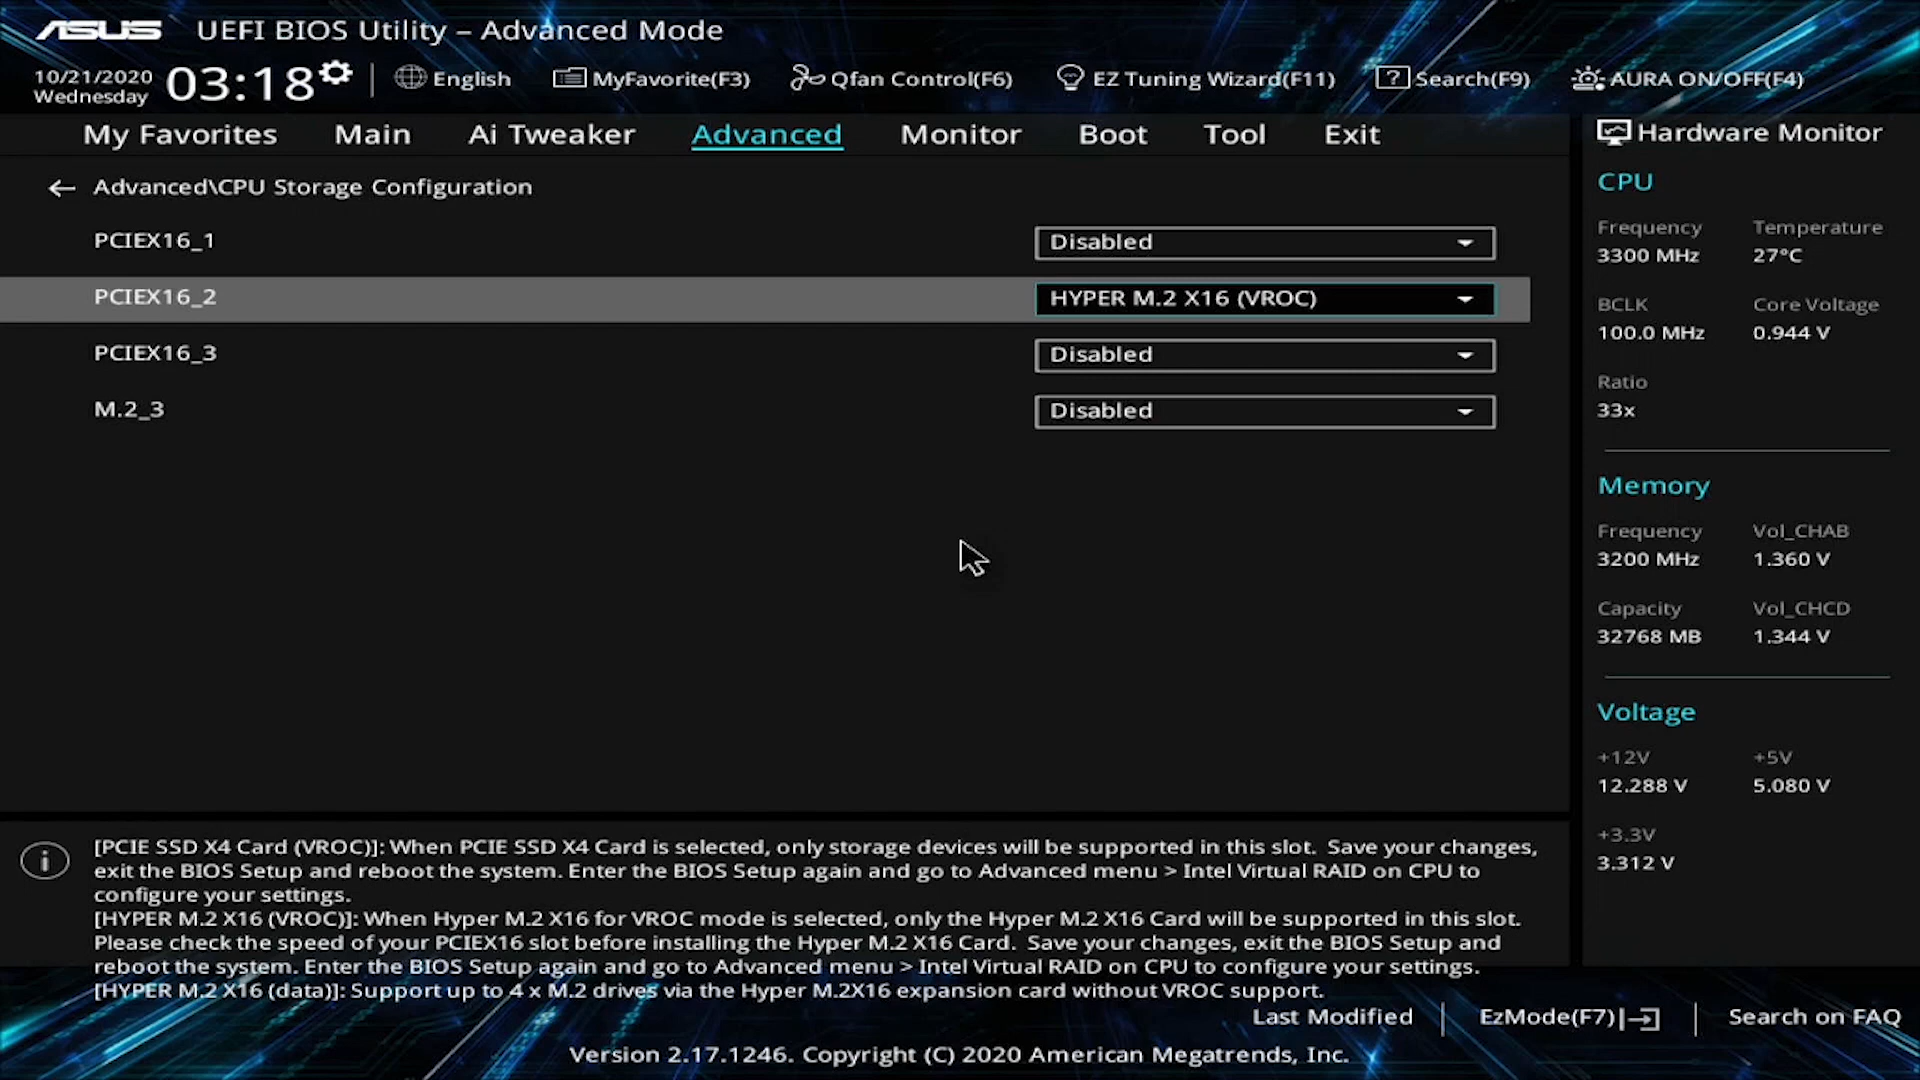 ASUS UEFI BIOS Utility – Advanced Mode
10/21/2020
Wednesday
03:18
English
MyFavorite(F3)
Qfan Control(F6)
EZ Tuning Wizard(F11)
? Search(F9)
AURA ON/OFF(F4)
My Favorites
Main
Ai Tweaker
Advanced
Monitor
Boot
Tool
Exit
← Advanced\CPU Storage Configuration
PCIEX16_1 Disabled
PCIEX16_2 HYPER M.2 X16 (VROC)
PCIEX16_3 Disabled
M.2_3 Disabled
Hardware Monitor
CPU
Frequency Temperature
3300 MHz 27°C
BCLK Core Voltage
100.0 MHz 0.944 V
Ratio
33x
Memory
Frequency Vol_CHAB
3200 MHz 1.360 V
Capacity Vol_CHCD
32768 MB 1.344 V
Voltage
+12V +5V
12.288 V 5.080 V
+3.3V
3.312 V
i
[PCIE SSD X4 Card (VROC)]: When PCIE SSD X4 Card is selected, only storage devices will be supported in this slot. Save your changes,
exit the BIOS Setup and reboot the system. Enter the BIOS Setup again and go to Advanced menu > Intel Virtual RAID on CPU to
configure your settings.
[HYPER M.2 X16 (VROC)]: When Hyper M.2 X16 for VROC mode is selected, only the Hyper M.2 X16 Card will be supported in this slot.
Please check the speed of your PCIEX16 slot before installing the Hyper M.2 X16 Card. Save your changes, exit the BIOS Setup and
reboot the system. Enter the BIOS Setup again and go to Advanced menu > Intel Virtual RAID on CPU to configure your settings.
[HYPER M.2 X16 (data)]: Support up to 4 x M.2 drives via the Hyper M.2X16 expansion card without VROC support.
Last Modified
EzMode(F7)
Search on FAQ
Version 2.17.1246. Copyright (C) 2020 American Megatrends, Inc.